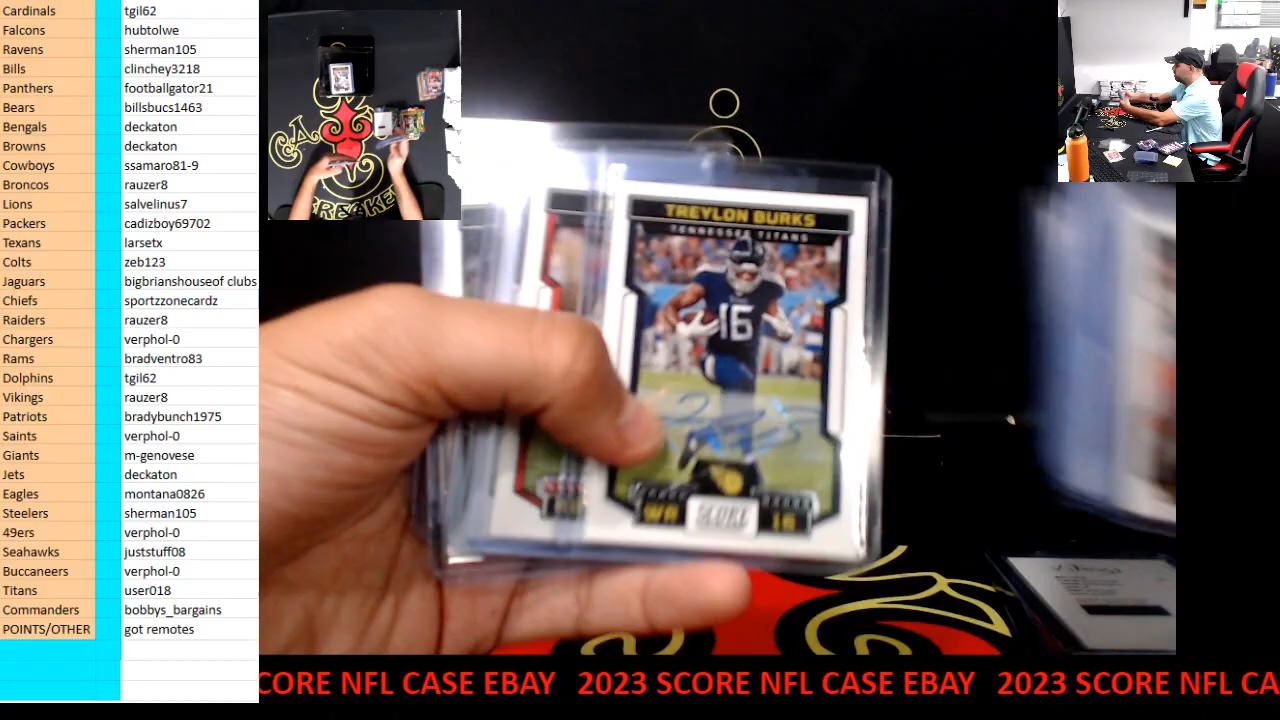 Cardinals tgil62
Falcons hubtolwe
Ravens sherman105
Bills clinchey3218
Panthers footballgator21
Bears billsbucs1463
Bengals deckaton
Browns deckaton
Cowboys ssamaro81-9
Broncos rauzer8
Lions salvelinus7
Packers cadizboy69702
Texans larsetx
Colts zeb123
Jaguars bigbrianshouseof clubs
Chiefs sportzzonecardz
Raiders rauzer8
Chargers verphol-0
Rams bradventro83
Dolphins tgil62
Vikings rauzer8
Patriots bradybunch1975
Saints verphol-0
Giants m-genovese
Jets deckaton
Eagles montana0826
Steelers sherman105
49ers verphol-0
Seahawks juststuff08
Buccaneers verphol-0
Titans user018
Commanders bobbys_bargains
POINTS/OTHER got remotes
TREYLON BURKS
TENNESSEE TITANS
16
WR SCORE 16
CORE NFL CASE EBAY 2023 SCORE NFL CASE EBAY 2023 SCORE NFL CA